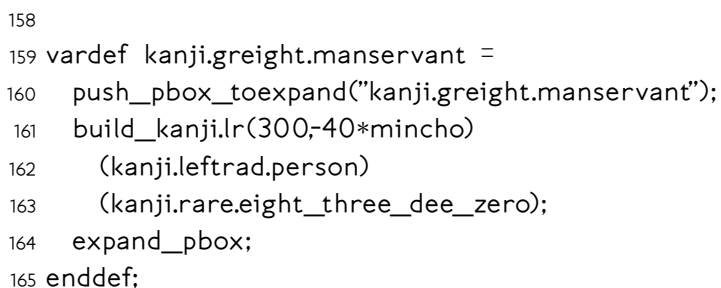 158
159 vardef kanji.greight.manservant =
160 push_pbox_toexpand("kanji.greight.manservant");
161 build_kanji.lr(300,-40*mincho)
162 (kanji.leftrad.person)
163 (kanji.rare.eight_three_dee_zero);
164 expand_pbox;
165 enddef;